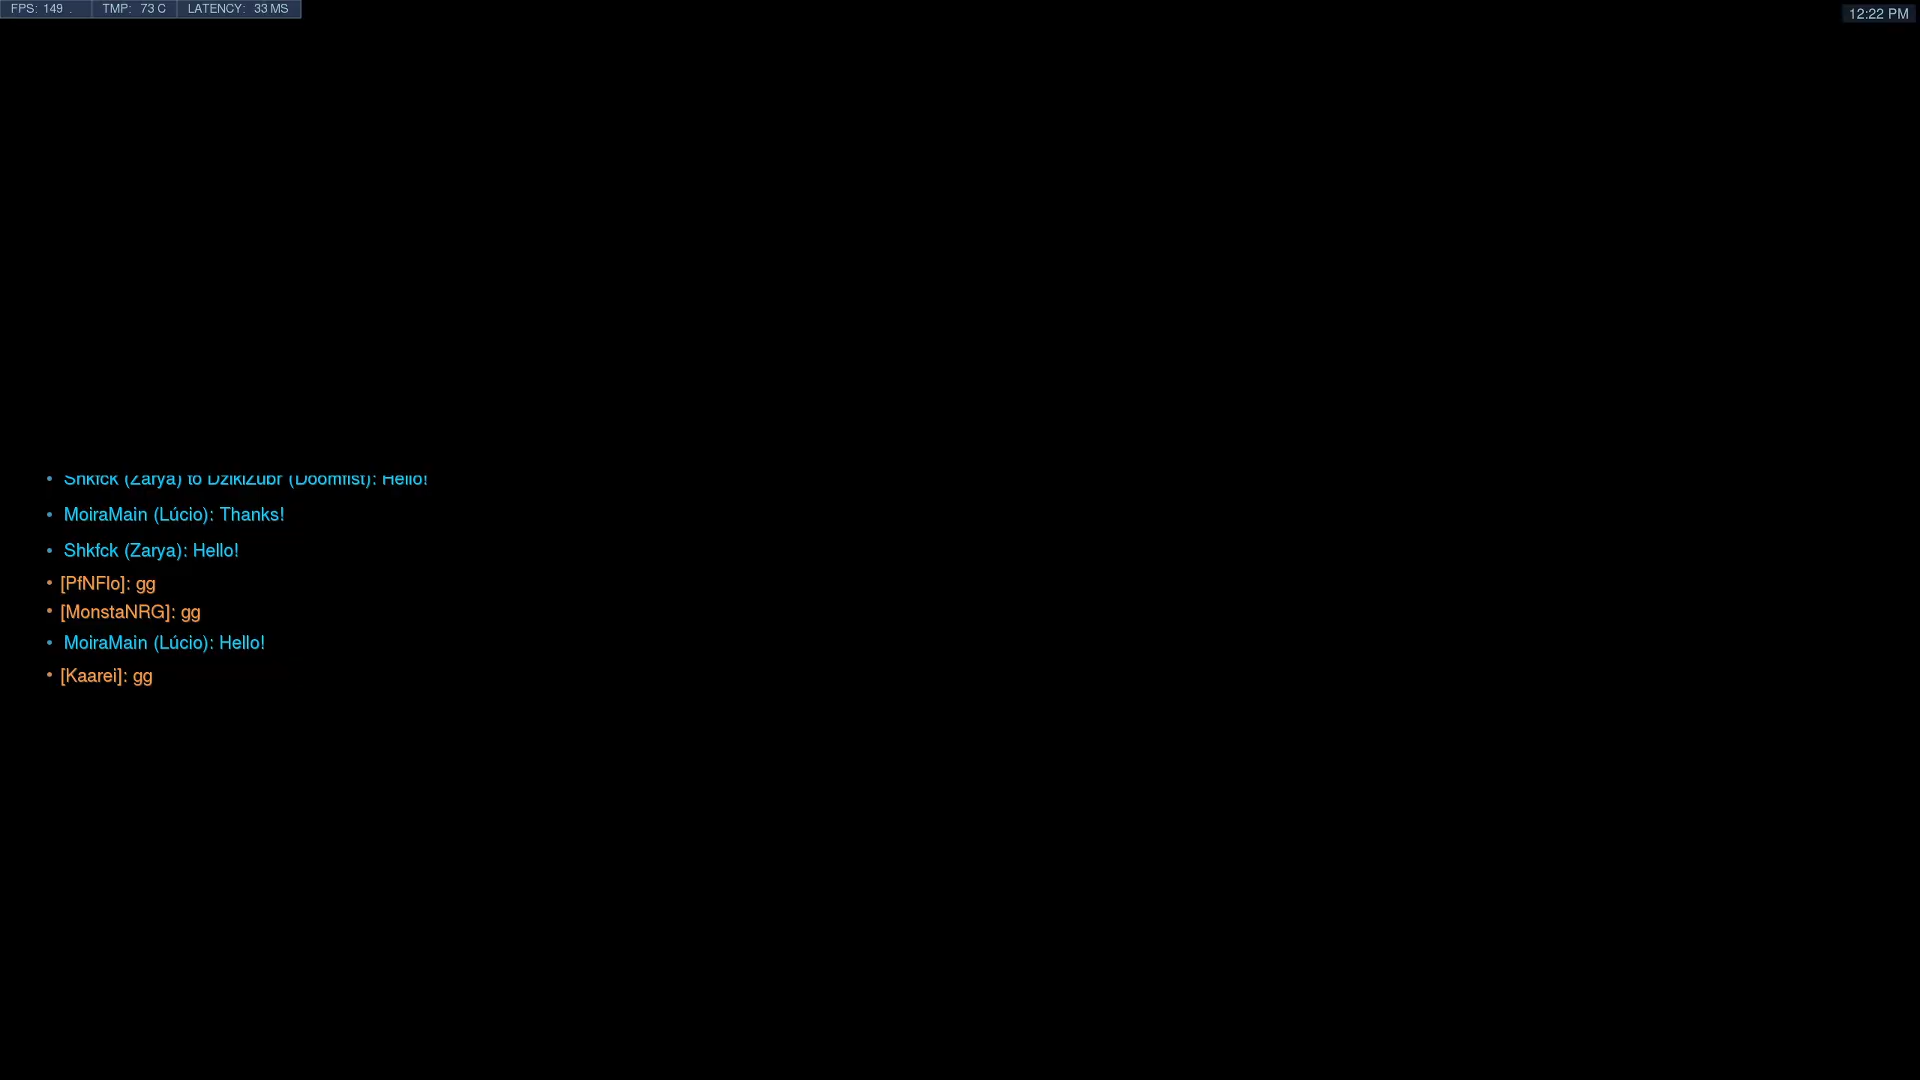 FPS: 149 . TMP: 73 C LATENCY: 33 MS
12:22 PM
• Shkfck (Zarya) to DzikiZubr (Doomfist): Hello!
• MoiraMain (Lúcio): Thanks!
• Shkfck (Zarya): Hello!
• [PfNFlo]: gg
• [MonstaNRG]: gg
• MoiraMain (Lúcio): Hello!
• [Kaarei]: gg